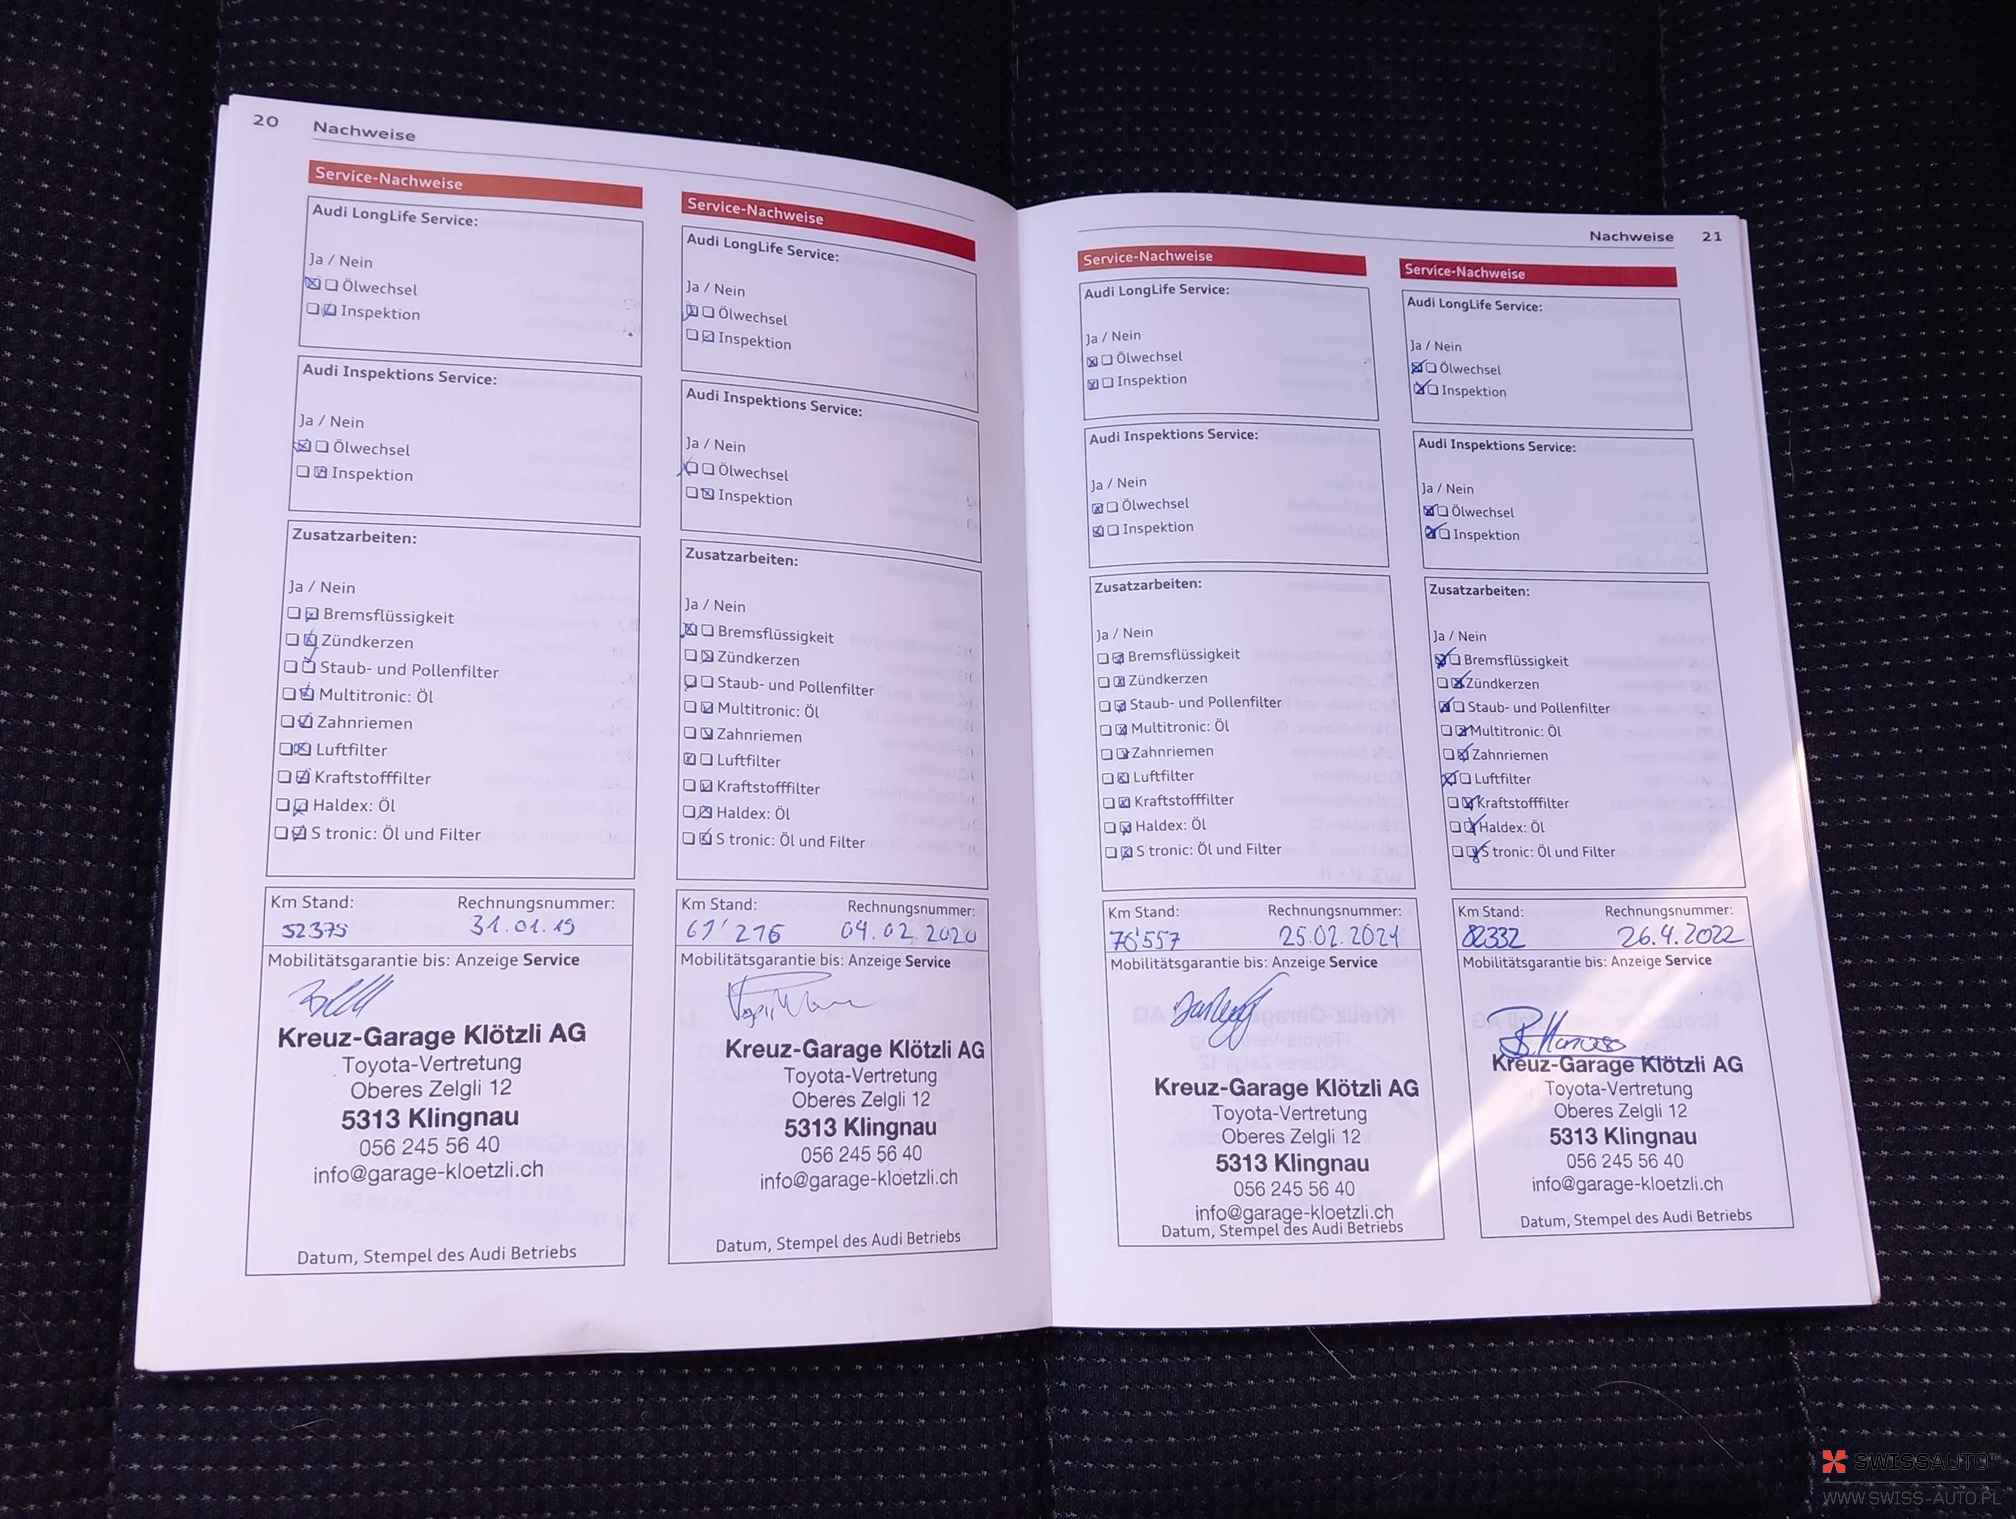 20 Nachweise
Service-Nachweise
Audi LongLife Service:
Ja / Nein
Ölwechsel
Inspektion
Audi Inspektions Service:
Ja / Nein
Ölwechsel
Inspektion
Zusatzarbeiten:
Ja / Nein
Bremsflüssigkeit
Zündkerzen
Staub- und Pollenfilter
Multitronic: Öl
Zahnriemen
Luftfilter
Kraftstofffilter
Haldex: Öl
S tronic: Öl und Filter
Km Stand: Rechnungsnummer:
52375 31.01.19
Mobilitätsgarantie bis: Anzeige Service
Kreuz-Garage Klötzli AG
Toyota-Vertretung
Oberes Zelgli 12
5313 Klingnau
056 245 56 40
info@garage-kloetzli.ch
Datum, Stempel des Audi Betriebs
Service-Nachweise
Audi LongLife Service:
Ja / Nein
Ölwechsel
Inspektion
Audi Inspektions Service:
Ja / Nein
Ölwechsel
Inspektion
Zusatzarbeiten:
Ja / Nein
Bremsflüssigkeit
Zündkerzen
Staub- und Pollenfilter
Multitronic: Öl
Zahnriemen
Luftfilter
Kraftstofffilter
Haldex: Öl
S tronic: Öl und Filter
Km Stand: Rechnungsnummer:
61'216 04.02.2020
Mobilitätsgarantie bis: Anzeige Service
Kreuz-Garage Klötzli AG
Toyota-Vertretung
Oberes Zelgli 12
5313 Klingnau
056 245 56 40
info@garage-kloetzli.ch
Datum, Stempel des Audi Betriebs
Nachweise 21
Service-Nachweise
Audi LongLife Service:
Ja / Nein
Ölwechsel
Inspektion
Audi Inspektions Service:
Ja / Nein
Ölwechsel
Inspektion
Zusatzarbeiten:
Ja / Nein
Bremsflüssigkeit
Zündkerzen
Staub- und Pollenfilter
Multitronic: Öl
Zahnriemen
Luftfilter
Kraftstofffilter
Haldex: Öl
S tronic: Öl und Filter
Km Stand: Rechnungsnummer:
76'557 25.02.2021
Mobilitätsgarantie bis: Anzeige Service
Kreuz-Garage Klötzli AG
Toyota-Vertretung
Oberes Zelgli 12
5313 Klingnau
056 245 56 40
info@garage-kloetzli.ch
Datum, Stempel des Audi Betriebs
Service-Nachweise
Audi LongLife Service:
Ja / Nein
Ölwechsel
Inspektion
Audi Inspektions Service:
Ja / Nein
Ölwechsel
Inspektion
Zusatzarbeiten:
Ja / Nein
Bremsflüssigkeit
Zündkerzen
Staub- und Pollenfilter
Multitronic: Öl
Zahnriemen
Luftfilter
Kraftstofffilter
Haldex: Öl
S tronic: Öl und Filter
Km Stand: Rechnungsnummer:
82332 26.4.2022
Mobilitätsgarantie bis: Anzeige Service
Kreuz-Garage Klötzli AG
Toyota-Vertretung
Oberes Zelgli 12
5313 Klingnau
056 245 56 40
info@garage-kloetzli.ch
Datum, Stempel des Audi Betriebs
SWISSAUTO
WWW.SWISS-AUTO.PL